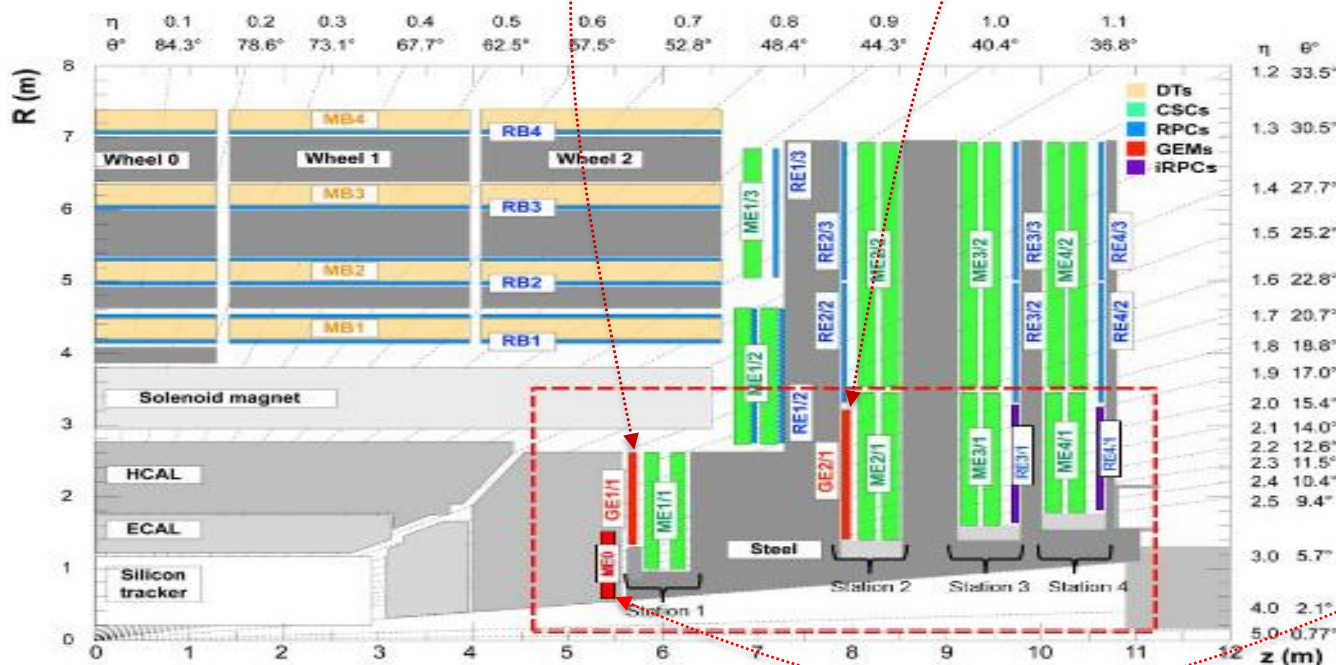 η 0.1 0.2 0.3 0.4 0.5 0.6 0.7 0.8 0.9 1.0 1.1
θ° 84.3° 78.6° 73.1° 67.7° 62.5° 57.5° 52.8° 48.4° 44.3° 40.4° 36.8°
η θ°
R (m)
8
7
6
5
4
3
2
1
0
1.2 33.5°
1.3 30.5°
1.4 27.7°
1.5 25.2°
1.6 22.8°
1.7 20.7°
1.8 18.8°
1.9 17.0°
2.0 15.4°
2.1 14.0°
2.2 12.6°
2.3 11.5°
2.4 10.4°
2.5 9.4°
3.0 5.7°
4.0 2.1°
5.0 0.77°
DTs
CSCs
RPCs
GEMs
iRPCs
MB4
RB4
Wheel 0
Wheel 1
Wheel 2
MB3
RB3
MB2
RB2
MB1
RB1
Solenoid magnet
HCAL
ECAL
Silicon
tracker
Steel
ME1/3
RE1/3
ME1/2
RE1/2
RE2/3
RE2/2
ME2/2
ME3/2
RE3/3
RE3/2
ME4/2
RE4/3
RE4/2
GE1/1
ME1/1
ME0
GE2/1
ME2/1
ME3/1
RE3/1
ME4/1
RE4/1
Station 1
Station 2
Station 3
Station 4
0 1 2 3 4 5 6 7 8 9 10 11 12
z (m)